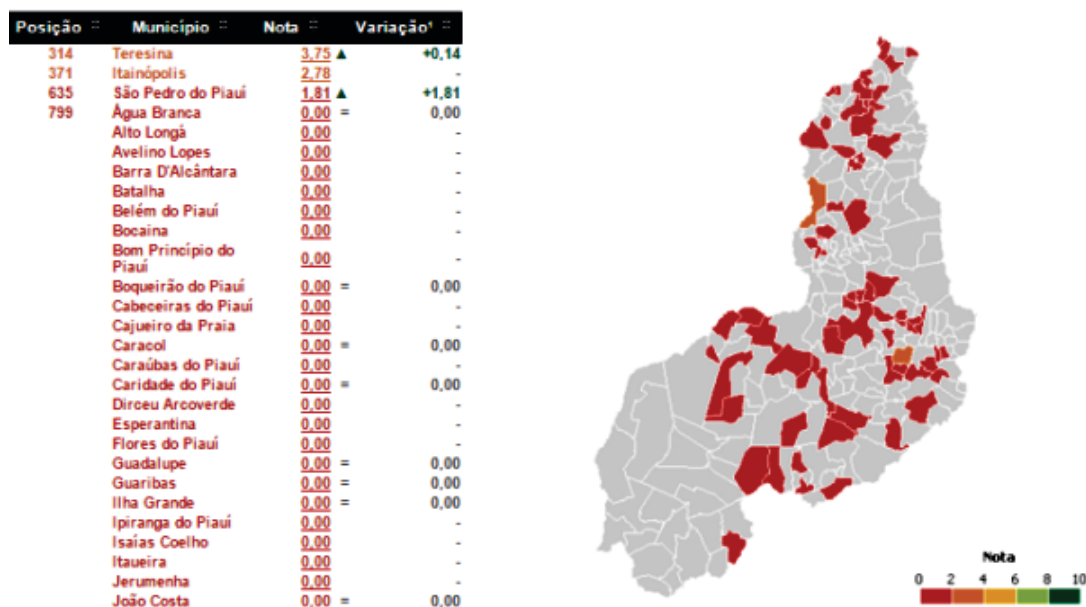 Posição Município Nota Variação¹
314 Teresina 3,75 ▲ +0,14
371 Itainópolis 2,78 -
635 São Pedro do Piauí 1,81 ▲ +1,81
799 Água Branca 0,00 = 0,00
Alto Longá 0,00 -
Avelino Lopes 0,00 -
Barra D'Alcântara 0,00 -
Batalha 0,00 -
Belém do Piauí 0,00 -
Bocaina 0,00 -
Bom Princípio do
Piauí 0,00 -
Boqueirão do Piauí 0,00 = 0,00
Cabeceiras do Piauí 0,00 -
Cajueiro da Praia 0,00 -
Caracol 0,00 = 0,00
Caraúbas do Piauí 0,00 -
Caridade do Piauí 0,00 = 0,00
Dirceu Arcoverde 0,00 -
Esperantina 0,00 -
Flores do Piauí 0,00 -
Guadalupe 0,00 = 0,00
Guaribas 0,00 = 0,00
Ilha Grande 0,00 = 0,00
Ipiranga do Piauí 0,00 -
Isaías Coelho 0,00 -
Itaueira 0,00 -
Jerumenha 0,00 -
João Costa 0,00 = 0,00
Nota
0 2 4 6 8 10